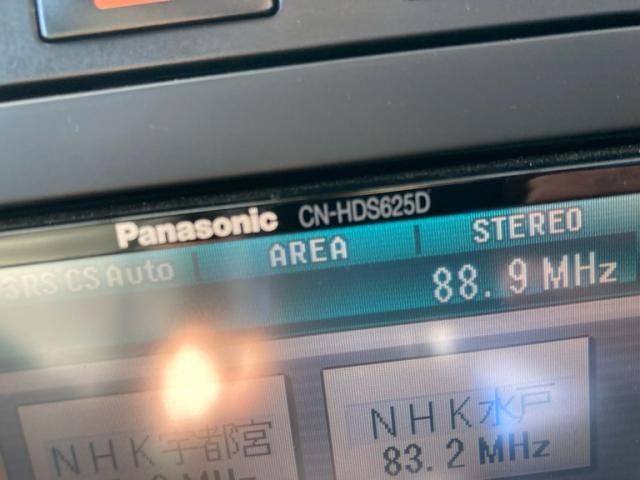 Panasonic CN-HDS625D
SRS CS Auto AREA STEREO
88.9 MHz
NHK宇都宮 NHK水戸
83.2 MHz